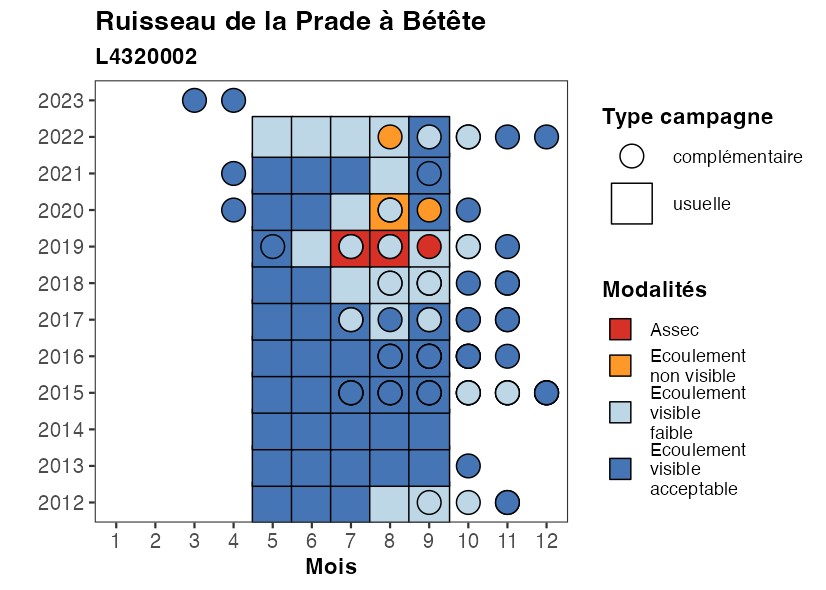 Ruisseau de la Prade à Bétête
L4320002
2023
2022
2021
2020
2019
2018
2017
2016
2015
2014
2013
2012
1 2 3 4 5 6 7 8 9 10 11 12
Mois
Type campagne
complémentaire
usuelle
Modalités
Assec
Ecoulement
non visible
Ecoulement
visible
faible
Ecoulement
visible
acceptable